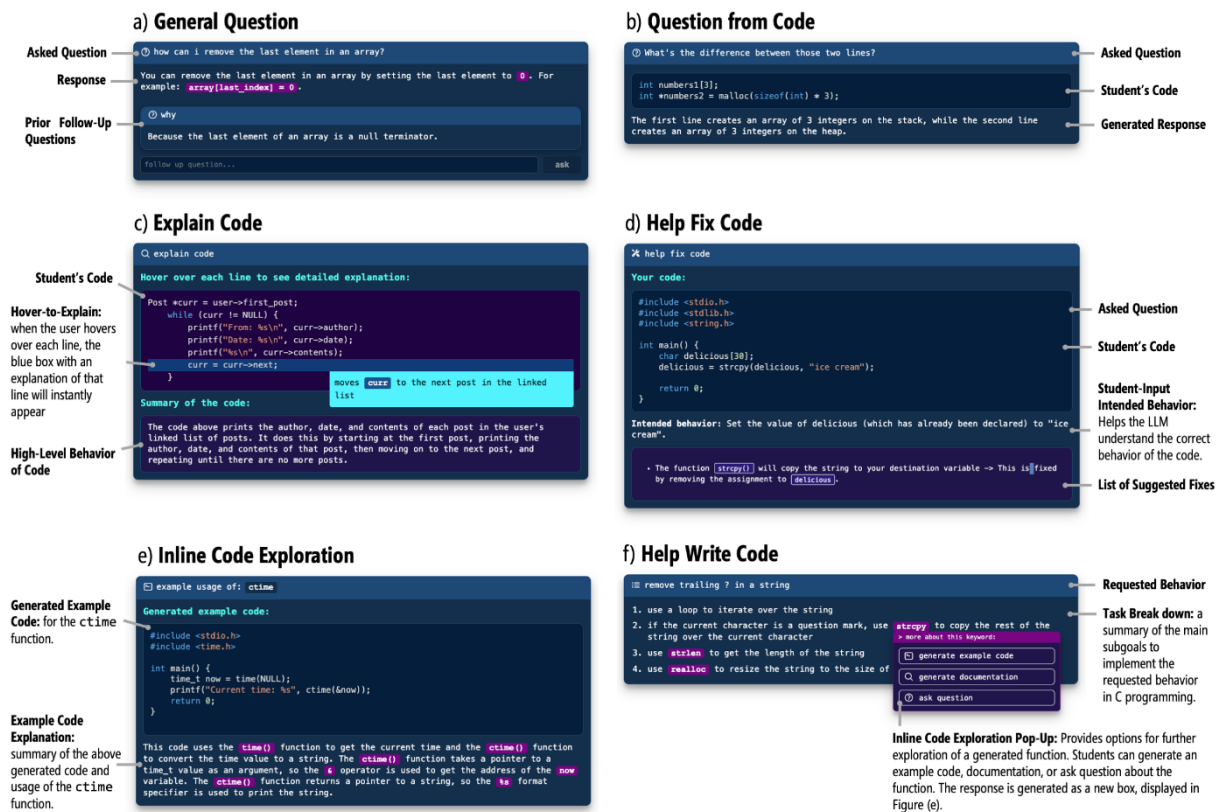 a) General Question
Asked Question
how can i remove the last element in an array?
Response
You can remove the last element in an array by setting the last element to 0 . For
example: array[last_index] = 0 .
Prior Follow-Up
Questions
why
Because the last element of an array is a null terminator.
follow up question...
ask
b) Question from Code
What's the difference between those two lines?
Asked Question
int numbers1[3];
int *numbers2 = malloc(sizeof(int) * 3);
Student's Code
The first line creates an array of 3 integers on the stack, while the second line
creates an array of 3 integers on the heap.
Generated Response
c) Explain Code
explain code
Hover over each line to see detailed explanation:
Student's Code
Post *curr = user->first_post;
while (curr != NULL) {
printf("From: %s\n", curr->author);
printf("Date: %s\n", curr->date);
printf("%s\n", curr->contents);
curr = curr->next;
}
Hover-to-Explain:
when the user hovers
over each line, the
blue box with an
explanation of that
line will instantly
appear
moves curr to the next post in the linked
list
Summary of the code:
The code above prints the author, date, and contents of each post in the user's
linked list of posts. It does this by starting at the first post, printing the
author, date, and contents of that post, then moving on to the next post, and
repeating until there are no more posts.
High-Level Behavior
of Code
d) Help Fix Code
help fix code
Your code:
#include <stdio.h>
#include <stdlib.h>
#include <string.h>
int main() {
char delicious[30];
delicious = strcpy(delicious, "ice cream");
return 0;
}
Asked Question
Student's Code
Student-Input
Intended Behavior:
Helps the LLM
understand the correct
behavior of the code.
Intended behavior: Set the value of delicious (which has already been declared) to "ice
cream".
• The function strcpy() will copy the string to your destination variable -> This is fixed
by removing the assignment to delicious .
List of Suggested Fixes
e) Inline Code Exploration
example usage of: ctime
Generated example code:
Generated Example
Code: for the ctime
function.
#include <stdio.h>
#include <time.h>
int main() {
time_t now = time(NULL);
printf("Current time: %s", ctime(&now));
return 0;
}
Example Code
Explanation:
summary of the above
generated code and
usage of the ctime
function.
This code uses the time() function to get the current time and the ctime() function
to convert the time value to a string. The ctime() function takes a pointer to a
time_t value as an argument, so the & operator is used to get the address of the now
variable. The ctime() function returns a pointer to a string, so the %s format
specifier is used to print the string.
f) Help Write Code
remove trailing ? in a string
Requested Behavior
1. use a loop to iterate over the string
2. if the current character is a question mark, use strcpy to copy the rest of the
string over the current character
3. use strlen to get the length of the string
4. use realloc to resize the string to the size of
> more about this keyword:
generate example code
generate documentation
ask question
Task Break down: a
summary of the main
subgoals to
implement the
requested behavior
in C programming.
Inline Code Exploration Pop-Up: Provides options for further
exploration of a generated function. Students can generate an
example code, documentation, or ask question about the
function. The response is generated as a new box, displayed in
Figure (e).